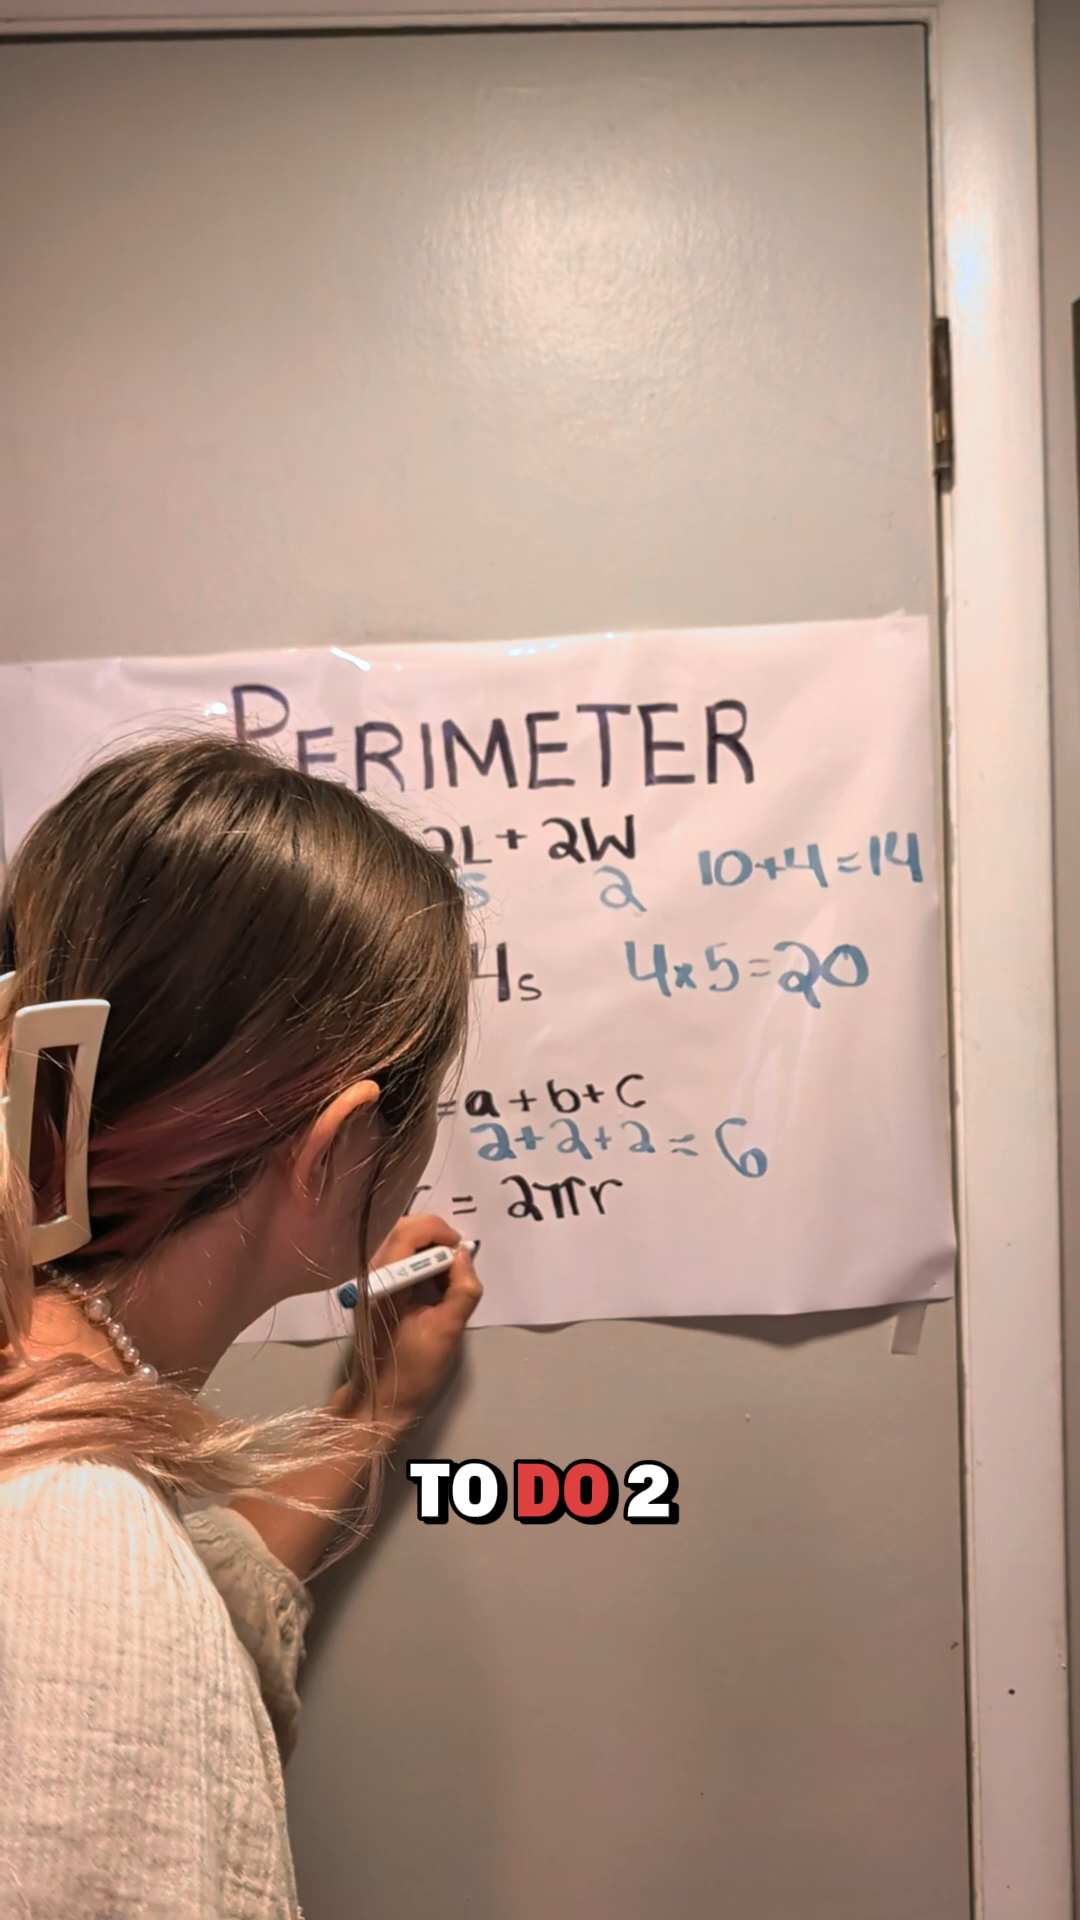 PERIMETER
2L + 2W
5 2 10+4=14
4s 4x5=20
=a+b+c
2+2+2=6
= 2πr
TO DO 2